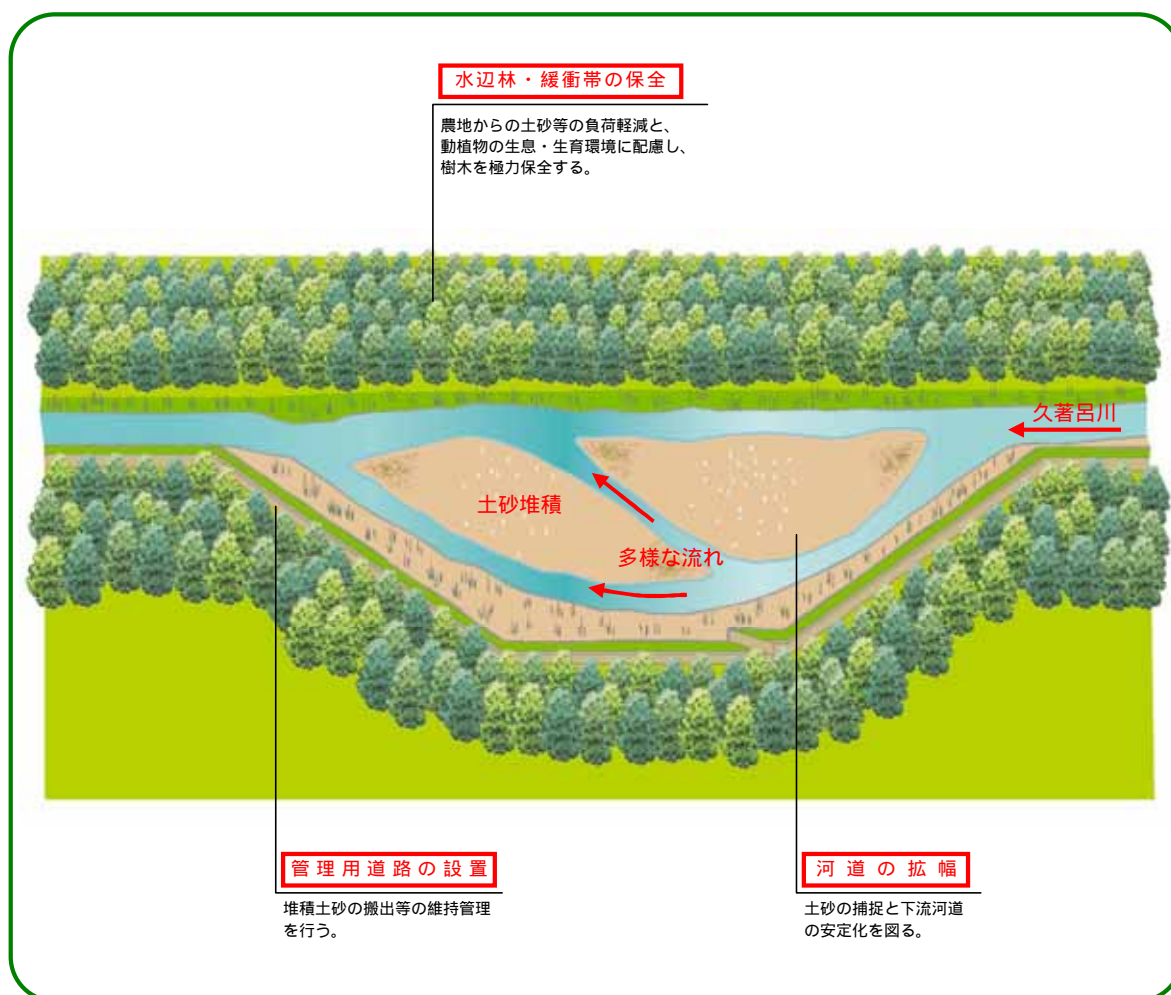 水辺林・緩衝帯の保全
農地からの土砂等の負荷軽減と、
動植物の生息・生育環境に配慮し、
樹木を極力保全する。
久著呂川
土砂堆積
多様な流れ
管理用道路の設置
堆積土砂の搬出等の維持管理
を行う。
河道の拡幅
土砂の捕捉と下流河道
の安定化を図る。